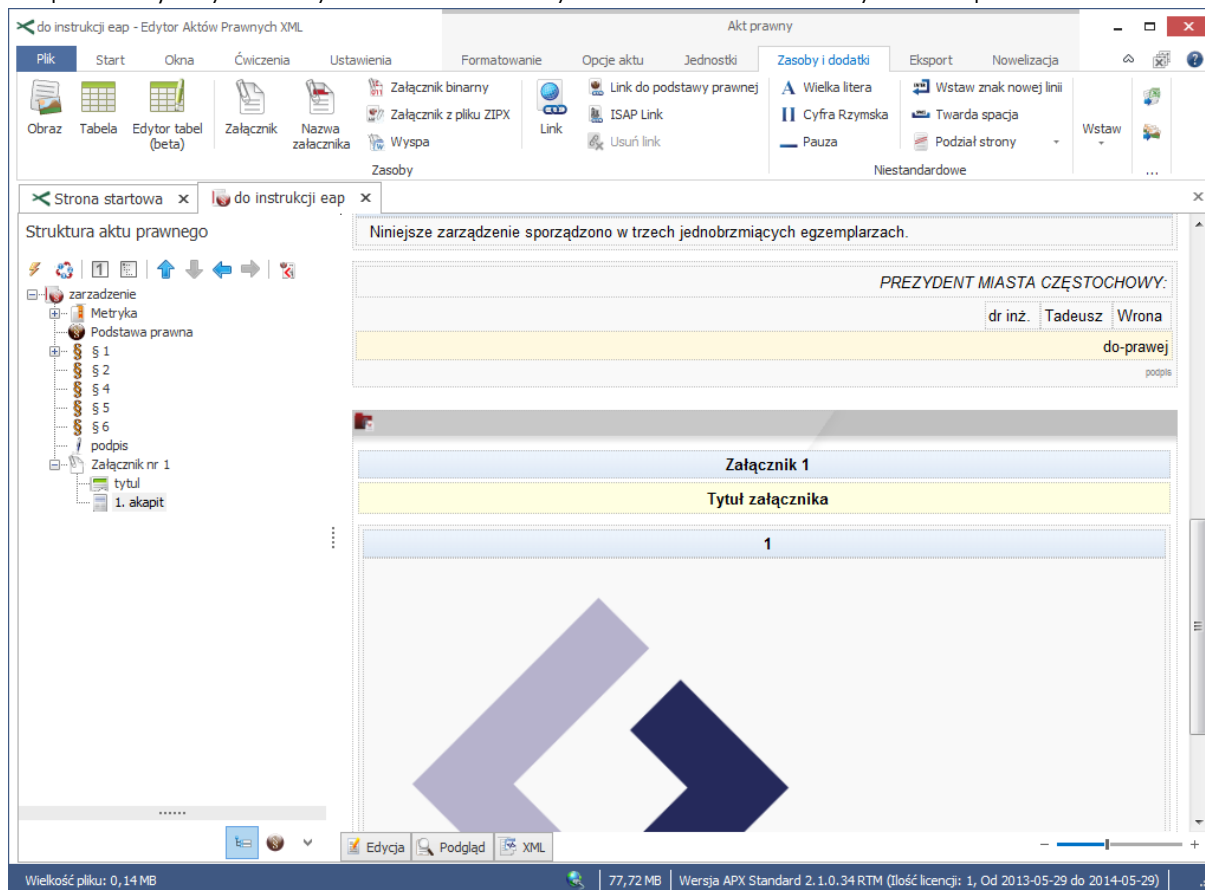 do instrukcji eap - Edytor Aktów Prawnych XML
Akt prawny
Plik Start Okna Ćwiczenia Ustawienia Formatowanie Opcje aktu Jednostki Zasoby i dodatki Eksport Nowelizacja
Obraz
Tabela
Edytor tabel
(beta)
Załącznik
Nazwa
załacznika
Załącznik binarny
Załącznik z pliku ZIPX
Wyspa
Link
Link do podstawy prawnej
ISAP Link
Usuń link
Zasoby
Wielka litera
Cyfra Rzymska
Pauza
Wstaw znak nowej linii
Twarda spacja
Podział strony
Wstaw
Niestandardowe
...
Strona startowa
do instrukcji eap
Struktura aktu prawnego
zarzadzenie
Metryka
Podstawa prawna
§ 1
§ 2
§ 4
§ 5
§ 6
podpis
Załącznik nr 1
tytul
1. akapit
Niniejsze zarządzenie sporządzono w trzech jednobrzmiących egzemplarzach.
PREZYDENT MIASTA CZĘSTOCHOWY:
dr inż. Tadeusz Wrona
do-prawej
podpis
Załącznik 1
Tytuł załącznika
1
Edycja Podgląd XML
Wielkość pliku: 0,14 MB
77,72 MB
Wersja APX Standard 2.1.0.34 RTM (Ilość licencji: 1, Od 2013-05-29 do 2014-05-29)